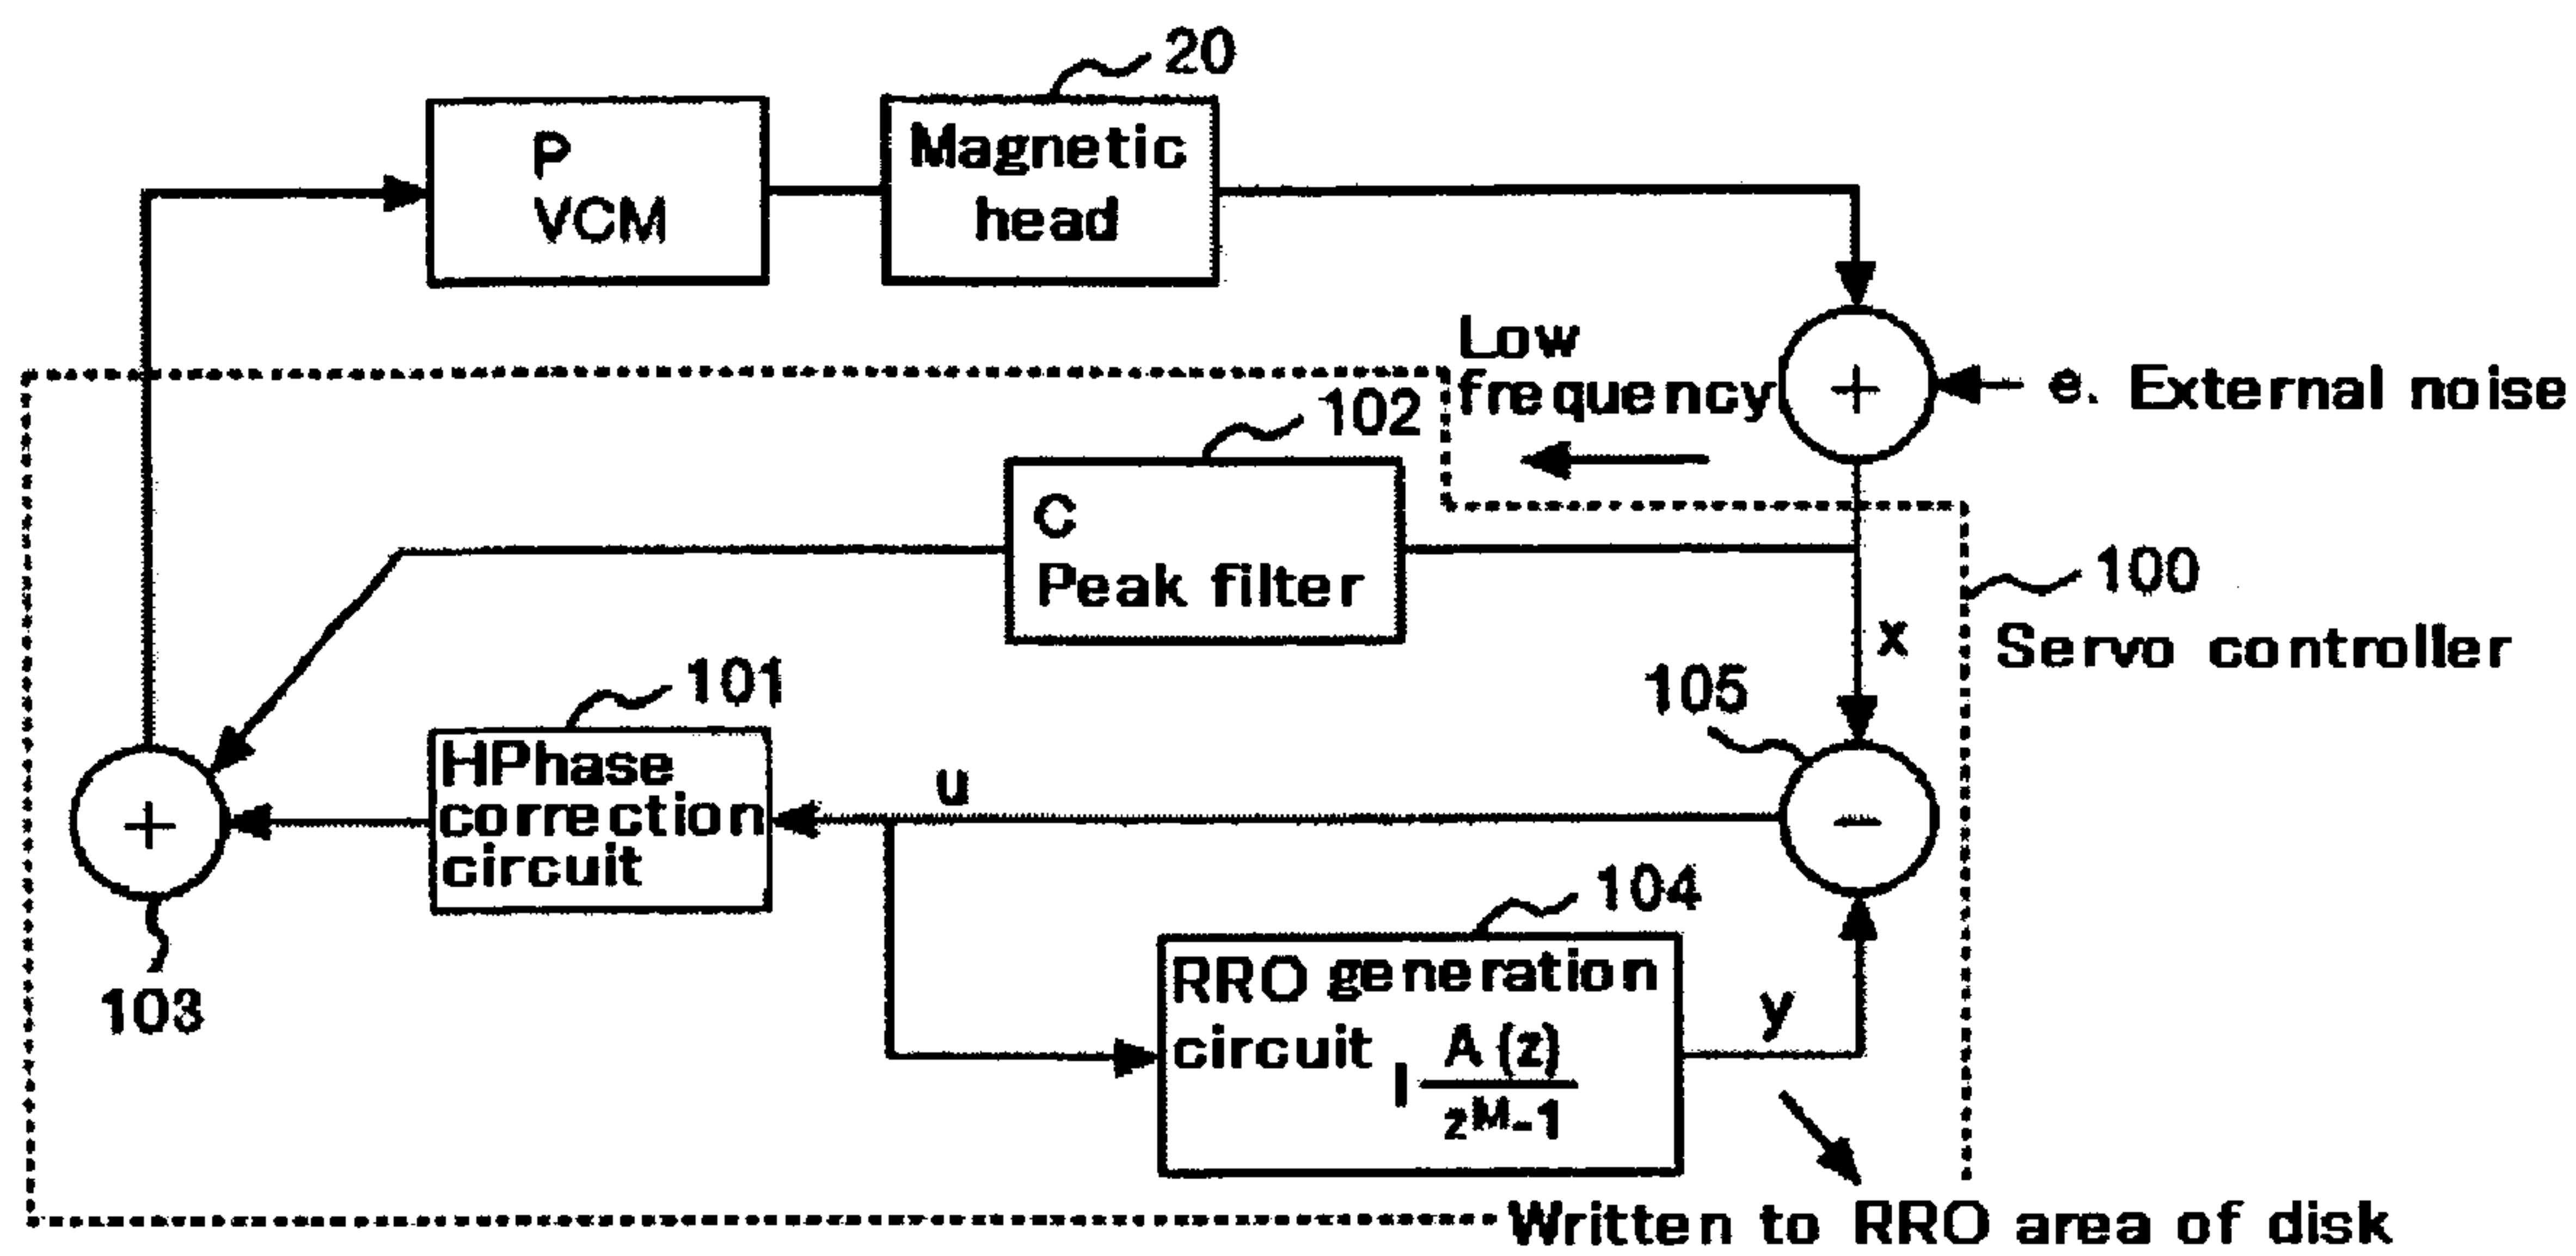 20
P
VCM
Magnetic
head
Low
frequency
+
e. External noise
102
C
Peak filter
100
Servo controller
x
105
101
HPhase
correction
circuit
u
+
−
103
104
RRO generation
circuit I A(z)
z^M-1
y
Written to RRO area of disk